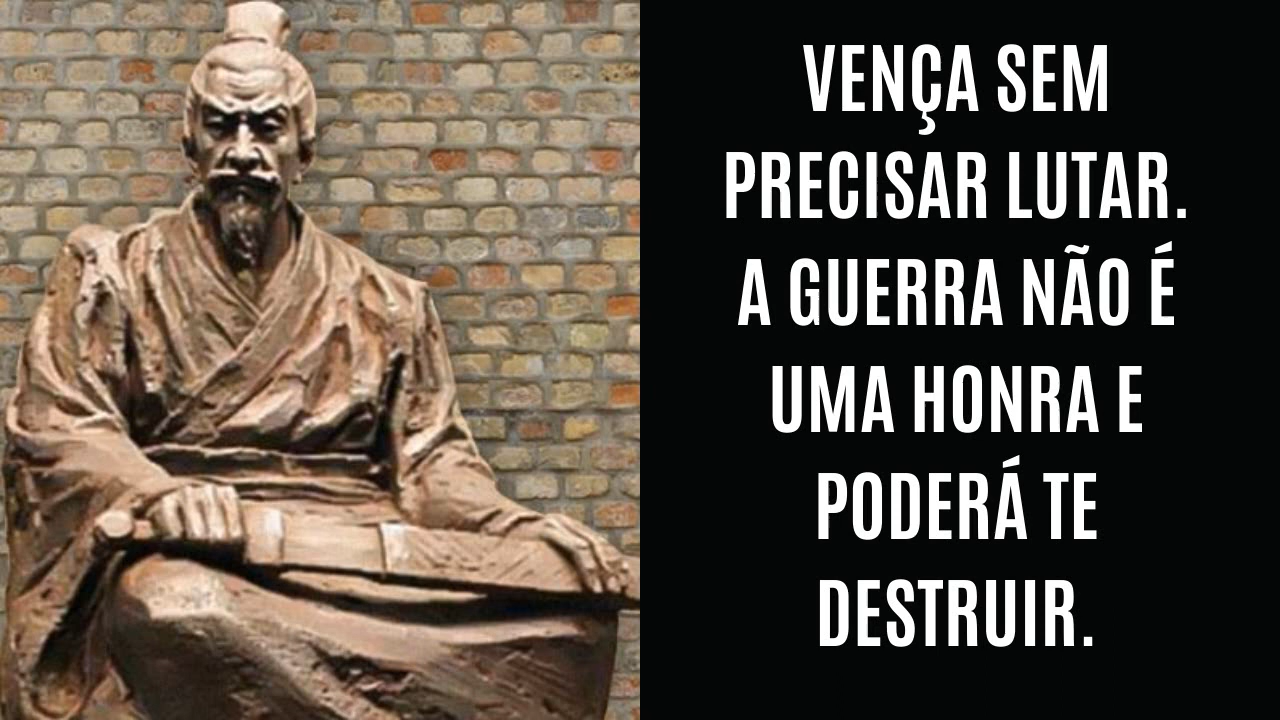 VENÇA SEM
PRECISAR LUTAR.
A GUERRA NÃO É
UMA HONRA E
PODERÁ TE
DESTRUIR.